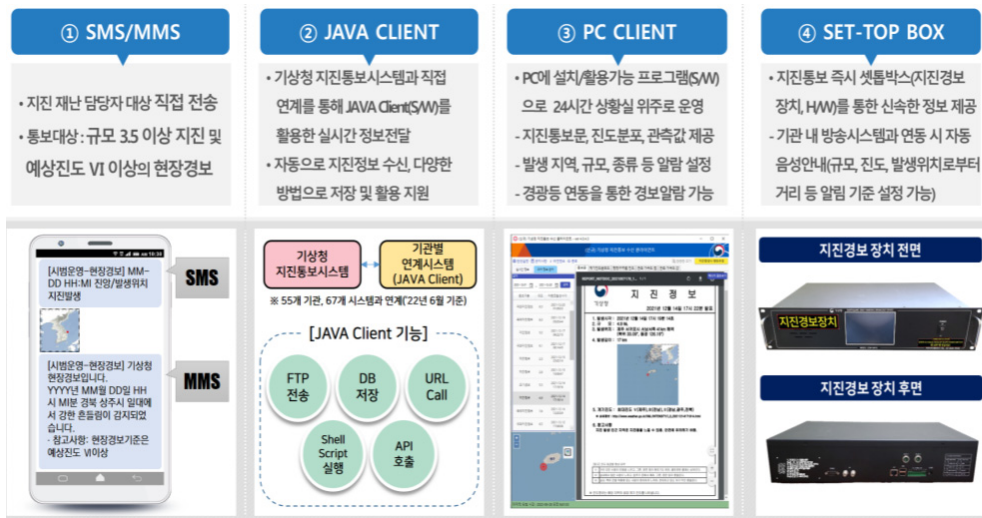 ① SMS/MMS
• 지진 재난 담당자 대상 직접 전송
• 통보대상 : 규모 3.5 이상 지진 및
예상진도 VI 이상의 현장경보
② JAVA CLIENT
• 기상청 지진통보시스템과 직접
연계를 통해 JAVA Client(S/W)를
활용한 실시간 정보전달
• 자동으로 지진정보 수신, 다양한
방법으로 저장 및 활용 지원
③ PC CLIENT
• PC에 설치/활용가능 프로그램(S/W)
으로 24시간 상황실 위주로 운영
- 지진통보문, 진도분포, 관측값 제공
- 발생 지역, 규모, 종류 등 알람 설정
- 경광등 연동을 통한 경보알람 가능
④ SET-TOP BOX
• 지진통보 즉시 셋톱박스(지진경보
장치, H/W)를 통한 신속한 정보 제공
- 기관 내 방송시스템과 연동 시 자동
음성안내(규모, 진도, 발생위치로부터
거리 등 알림 기준 설정 가능)
[시범운영-현장경보] MM-
DD HH:MI 진앙/발생위치
지진발생
SMS
[시범운영-현장경보] 기상청
현장경보입니다.
YYYY년 MM월 DD일 HH
시 MI분 경북 상주시 일대에
서 강한 흔들림이 감지되었
습니다.
· 참고사항: 현장경보기준은
예상진도 VI이상
MMS
기상청
지진통보시스템
기관별
연계시스템
(JAVA Client)
※ 55개 기관, 67개 시스템과 연계('22년 6월 기준)
[JAVA Client 기능]
FTP
전송
DB
저장
URL
Call
Shell
Script
실행
API
호출
기상청
지 진 정 보
지진경보 장치 전면
지진경보장치
지진경보 장치 후면